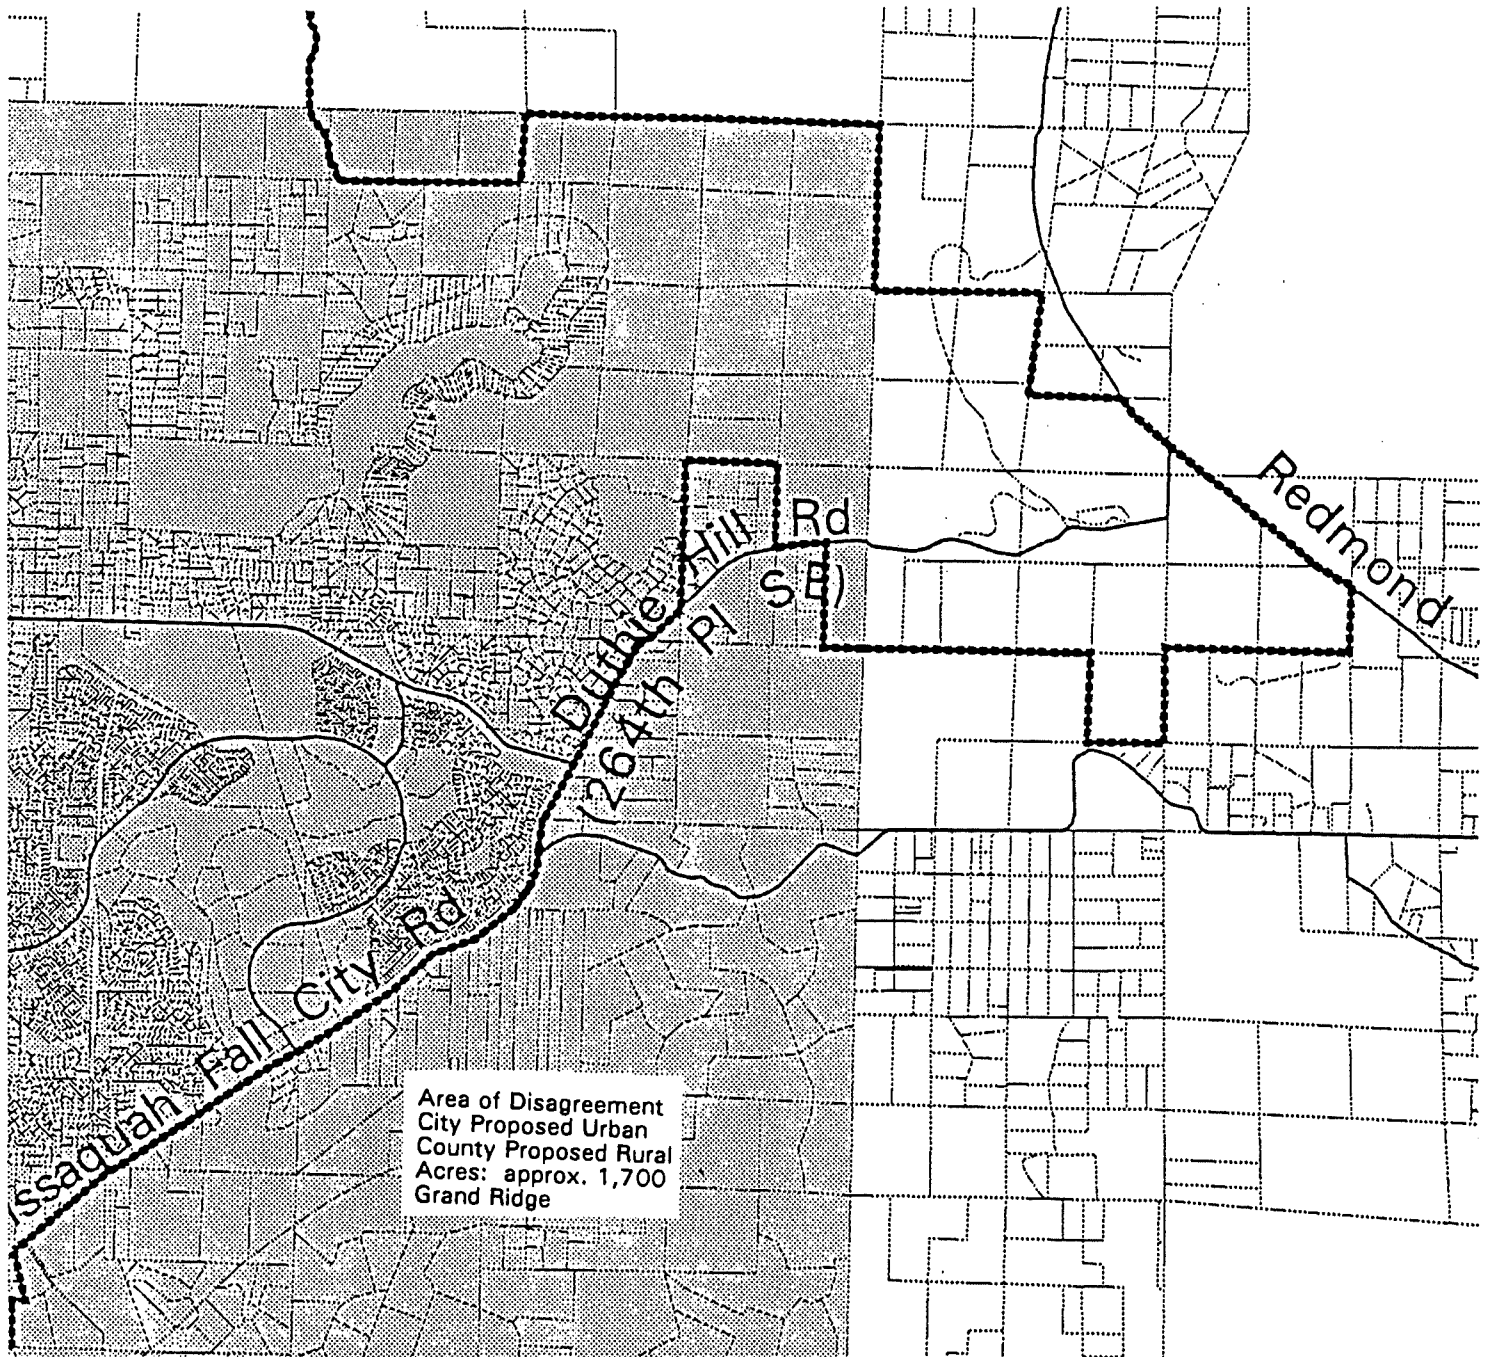 Redmond
Duthie Hill Rd
(264th Pl SE)
Issaquah Fall City Rd
Area of Disagreement
City Proposed Urban
County Proposed Rural
Acres: approx. 1,700
Grand Ridge